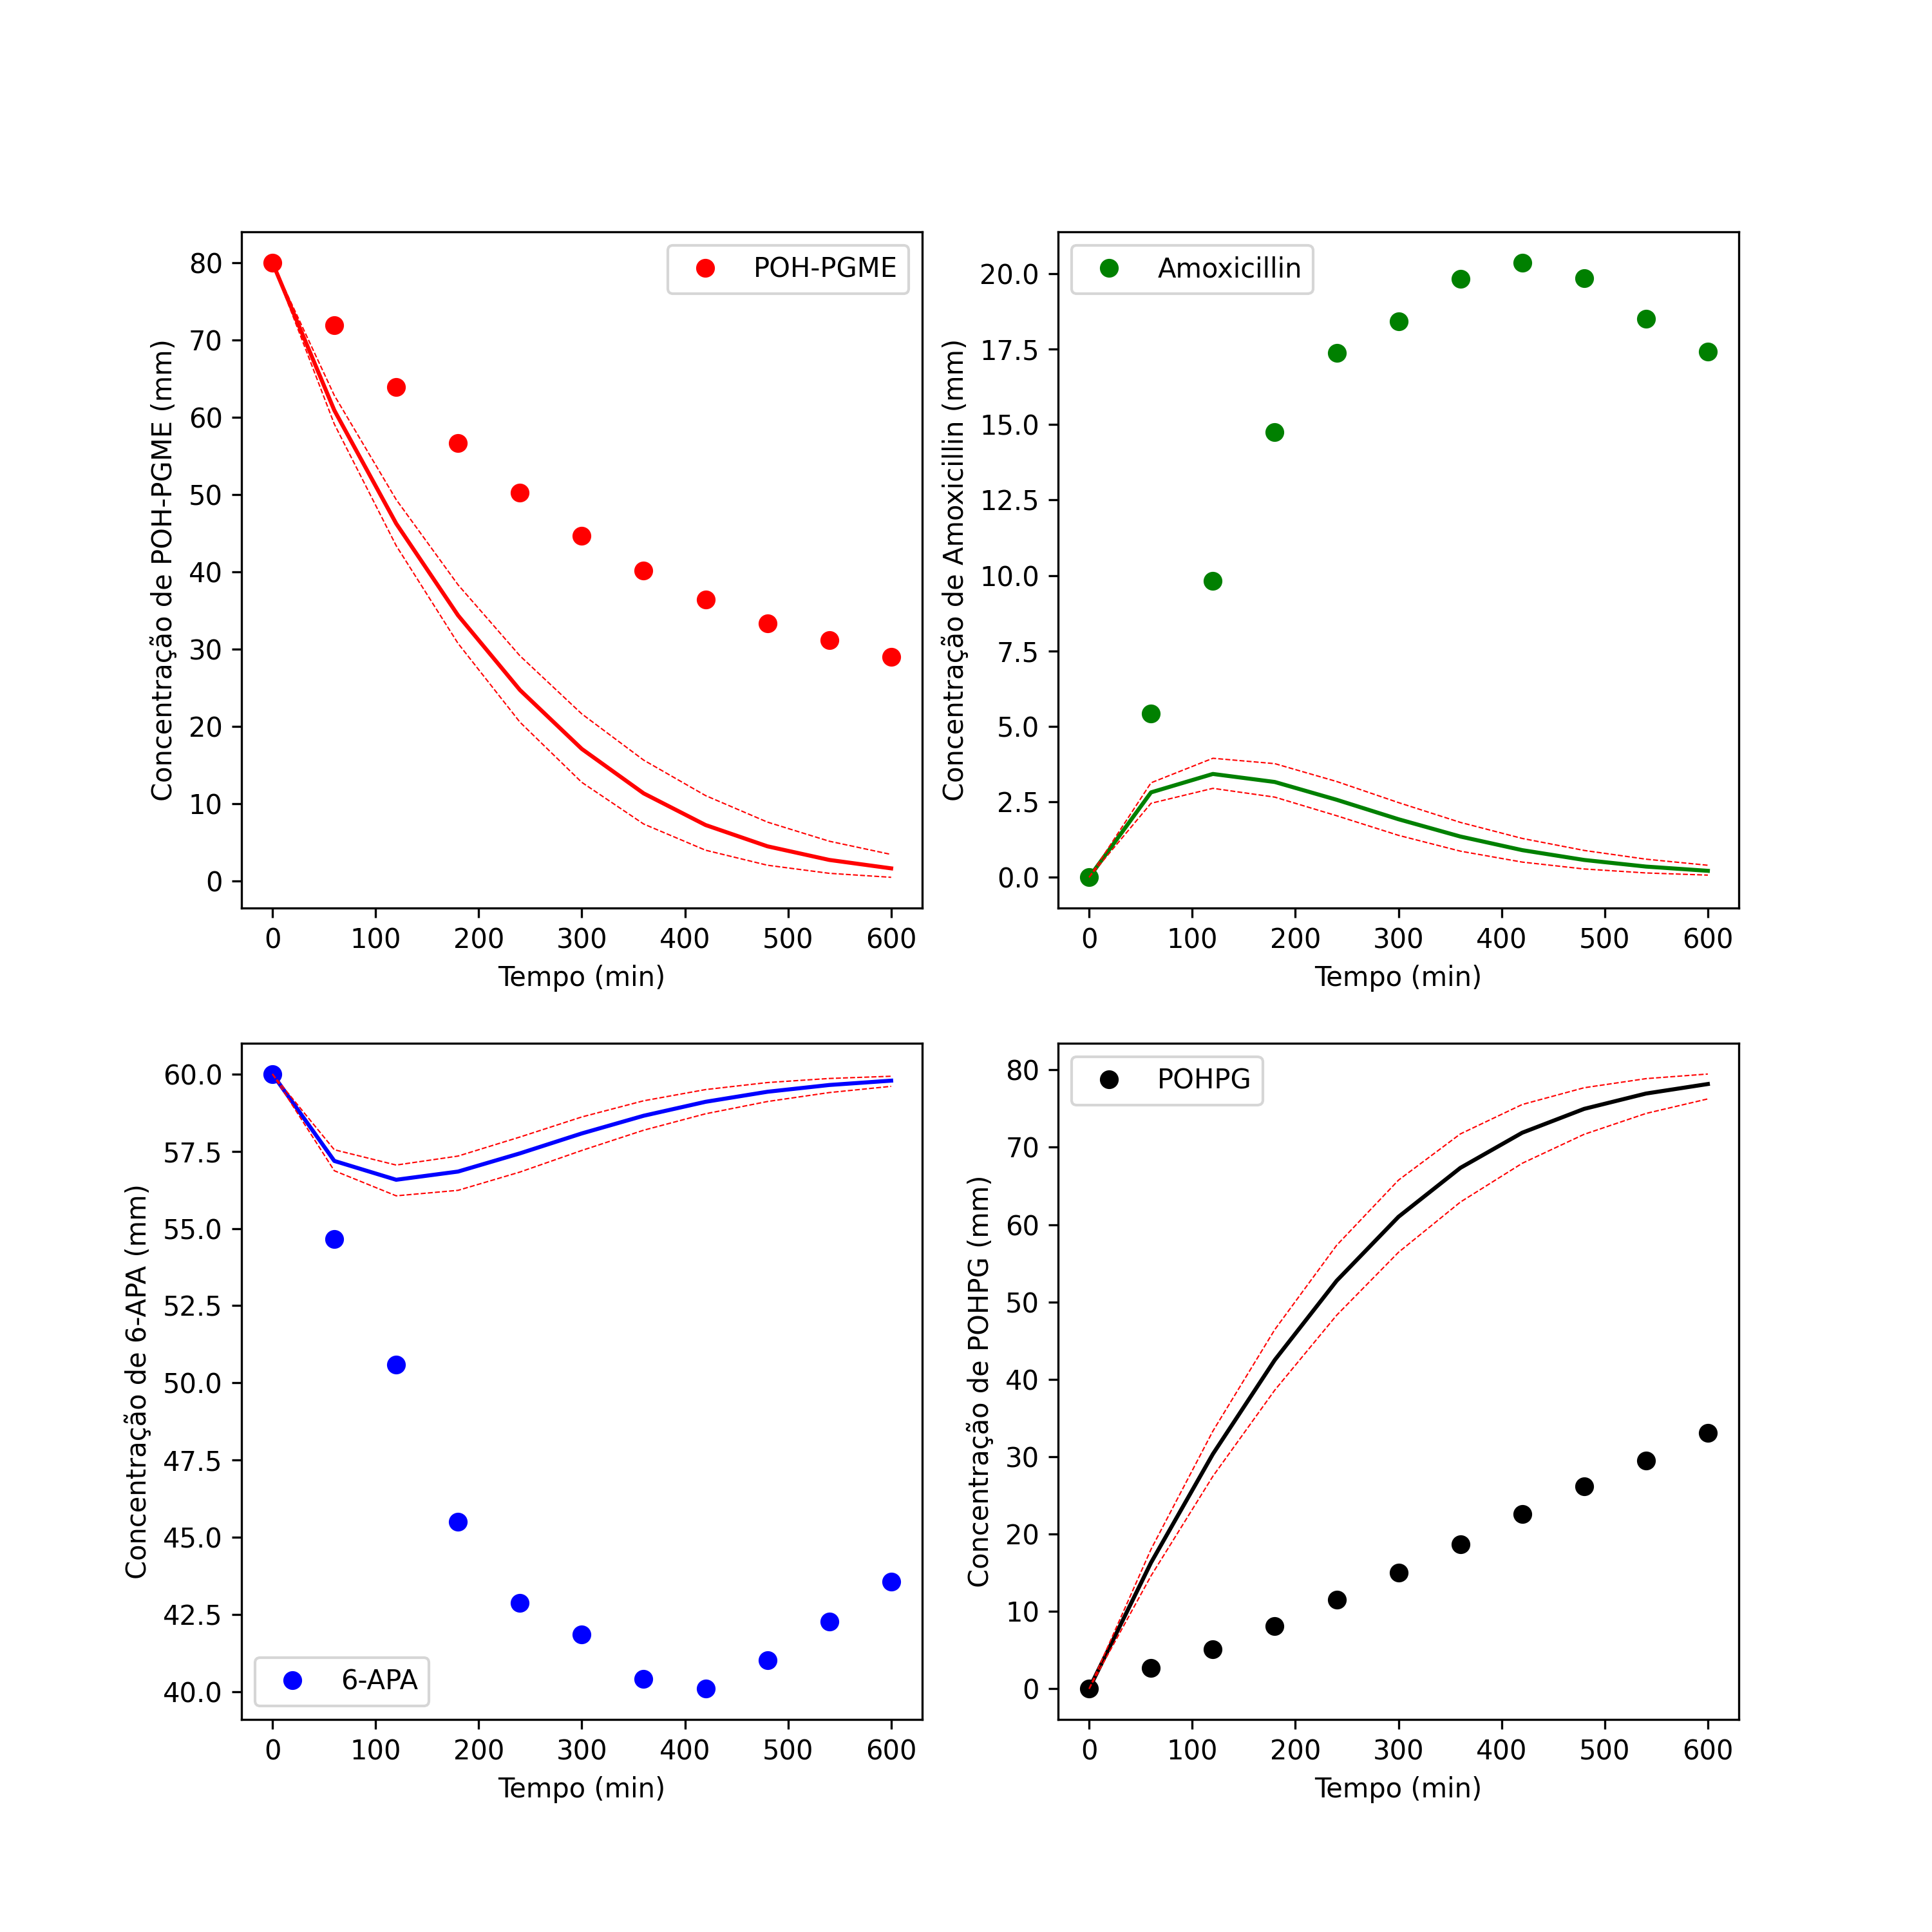 POH-PGME
80
70
60
50
40
30
20
10
0
Concentração de POH-PGME (mm)
0 100 200 300 400 500 600
Tempo (min)
Amoxicillin
20.0
17.5
15.0
12.5
10.0
7.5
5.0
2.5
0.0
Concentração de Amoxicillin (mm)
0 100 200 300 400 500 600
Tempo (min)
60.0
57.5
55.0
52.5
50.0
47.5
45.0
42.5
40.0
Concentração de 6-APA (mm)
6-APA
0 100 200 300 400 500 600
Tempo (min)
POHPG
80
70
60
50
40
30
20
10
0
Concentração de POHPG (mm)
0 100 200 300 400 500 600
Tempo (min)